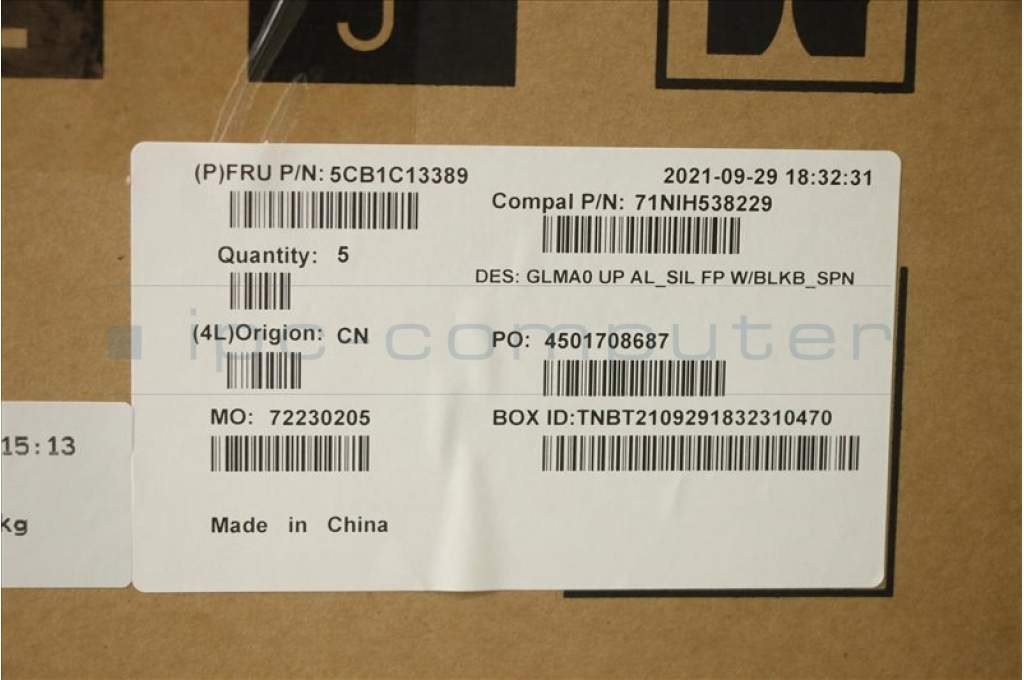 (P)FRU P/N: 5CB1C13389
2021-09-29 18:32:31
Compal P/N: 71NIH538229
Quantity: 5
DES: GLMA0 UP AL_SIL FP W/BLKB_SPN
(4L)Origion: CN
PO: 4501708687
ipc-computer
MO: 72230205
BOX ID:TNBT2109291832310470
Made in China
15:13
Kg